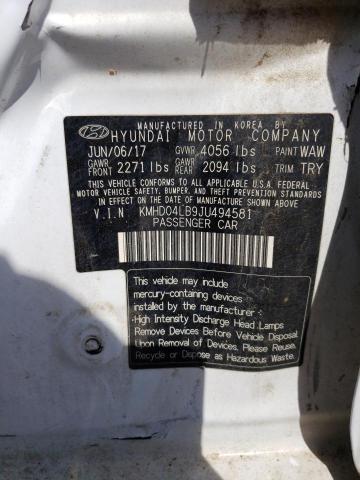 MANUFACTURED IN KOREA BY
HYUNDAI MOTOR COMPANY
JUN/06/17 GVWR 4056 lbs PAINT WAW
GAWR FRONT 2271 lbs GAWR REAR 2094 lbs TRIM TRY
THIS VEHICLE CONFORMS TO ALL APPLICABLE U.S. FEDERAL
MOTOR VEHICLE SAFETY, BUMPER, AND THEFT PREVENTION
STANDARDS IN EFFECT ON THE DATE OF MANUFACTURE SHOWN ABOVE.
V.I.N KMHD04LB9JU494581
PASSENGER CAR
This vehicle may include
mercury-containing devices
installed by the manufacturer :
• High Intensity Discharge Head Lamps
Remove Devices Before Vehicle Disposal
Upon Removal of Devices, Please Reuse,
Recycle or Dispose as Hazardous Waste.